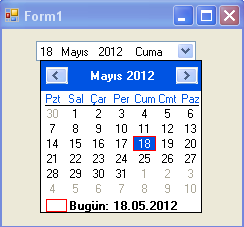 Form1
18 Mayıs 2012 Cuma
Mayıs 2012
Pzt Sal Çar Per Cum Cmt Paz
30 1 2 3 4 5 6
7 8 9 10 11 12 13
14 15 16 17 18 19 20
21 22 23 24 25 26 27
28 29 30 31 1 2 3
4 5 6 7 8 9 10
Bugün: 18.05.2012